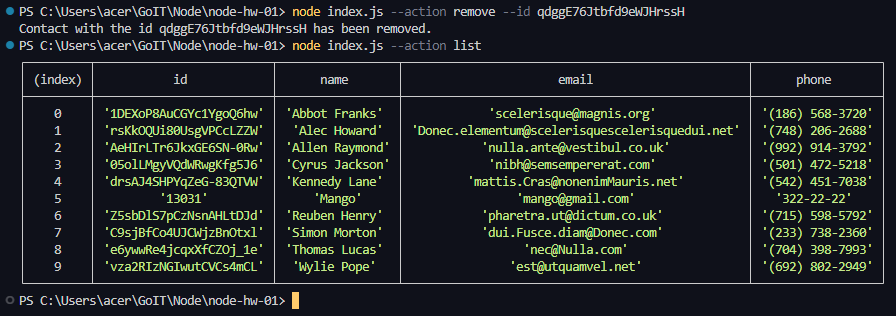 PS C:\Users\acer\GoIT\Node\node-hw-01> node index.js --action remove --id qdggE76Jtbfd9eWJHrssH
Contact with the id qdggE76Jtbfd9eWJHrssH has been removed.
PS C:\Users\acer\GoIT\Node\node-hw-01> node index.js --action list
(index) id name email phone
0 '1DEXoP8AuCGYc1YgoQ6hw' 'Abbot Franks' 'scelerisque@magnis.org' '(186) 568-3720'
1 'rsKkOQUi80UsgVPCcLZZW' 'Alec Howard' 'Donec.elementum@scelerisquescelerisquedui.net' '(748) 206-2688'
2 'AeHIrLTr6JkxGE6SN-0Rw' 'Allen Raymond' 'nulla.ante@vestibul.co.uk' '(992) 914-3792'
3 '05olLMgyVQdWRwgKfg5J6' 'Cyrus Jackson' 'nibh@semsempererat.com' '(501) 472-5218'
4 'drsAJ4SHPYqZeG-83QTVW' 'Kennedy Lane' 'mattis.Cras@nonenimMauris.net' '(542) 451-7038'
5 '13031' 'Mango' 'mango@gmail.com' '322-22-22'
6 'Z5sbDlS7pCzNsnAHLtDJd' 'Reuben Henry' 'pharetra.ut@dictum.co.uk' '(715) 598-5792'
7 'C9sjBfCo4UJCWjzBnOtxl' 'Simon Morton' 'dui.Fusce.diam@Donec.com' '(233) 738-2360'
8 'e6ywwRe4jcqxXfCZOj_1e' 'Thomas Lucas' 'nec@Nulla.com' '(704) 398-7993'
9 'vza2RIzNGIwutCVCs4mCL' 'Wylie Pope' 'est@utquamvel.net' '(692) 802-2949'
PS C:\Users\acer\GoIT\Node\node-hw-01>